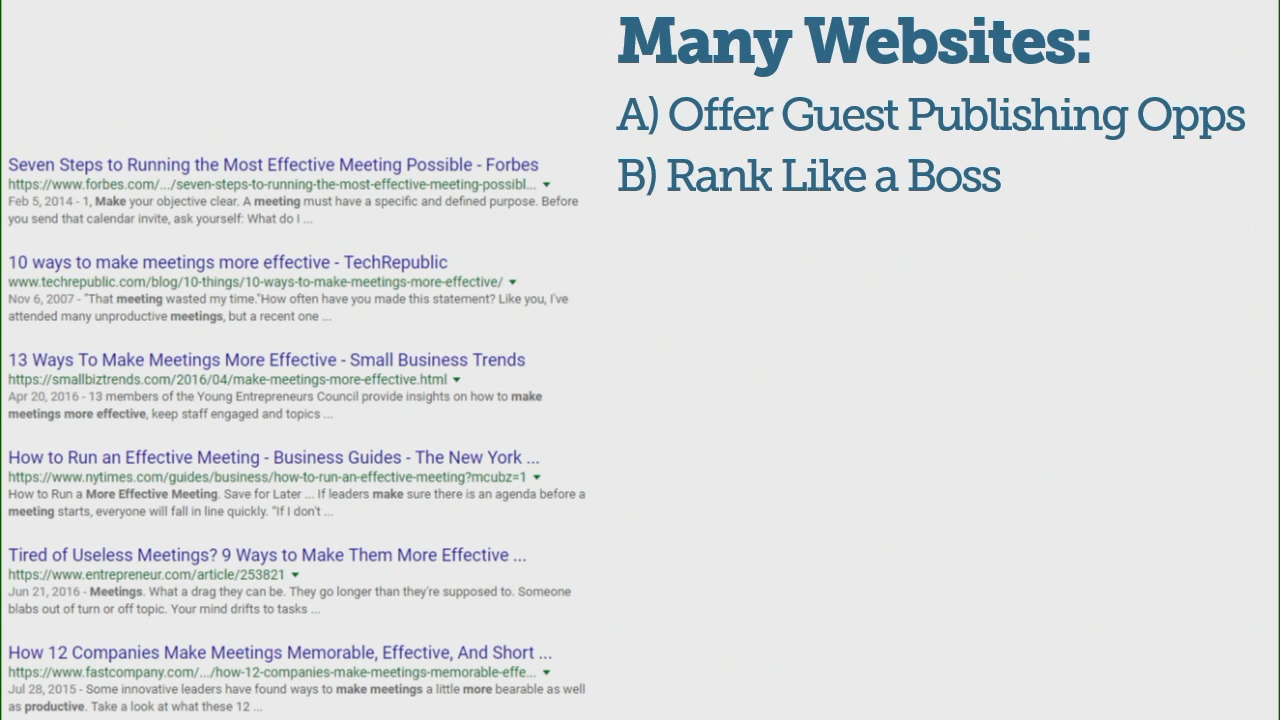 Many Websites:
A) Offer Guest Publishing Opps
B) Rank Like a Boss
Seven Steps to Running the Most Effective Meeting Possible - Forbes
https://www.forbes.com/.../seven-steps-to-running-the-most-effective-meeting-possibl...
Feb 5, 2014 - 1, Make your objective clear. A meeting must have a specific and defined purpose. Before
you send that calendar invite, ask yourself: What do I ...
10 ways to make meetings more effective - TechRepublic
www.techrepublic.com/blog/10-things/10-ways-to-make-meetings-more-effective/
Nov 6, 2007 - "That meeting wasted my time."How often have you made this statement? Like you, I've
attended many unproductive meetings, but a recent one ...
13 Ways To Make Meetings More Effective - Small Business Trends
https://smallbiztrends.com/2016/04/make-meetings-more-effective.html
Apr 20, 2016 - 13 members of the Young Entrepreneurs Council provide insights on how to make
meetings more effective, keep staff engaged and topics ...
How to Run an Effective Meeting - Business Guides - The New York ...
https://www.nytimes.com/guides/business/how-to-run-an-effective-meeting?mcubz=1
How to Run a More Effective Meeting. Save for Later ... If leaders make sure there is an agenda before a
meeting starts, everyone will fall in line quickly. "If I don't ...
Tired of Useless Meetings? 9 Ways to Make Them More Effective ...
https://www.entrepreneur.com/article/253821
Jun 21, 2016 - Meetings. What a drag they can be. They go longer than they're supposed to. Someone
blabs out of turn or off topic. Your mind drifts to tasks ...
How 12 Companies Make Meetings Memorable, Effective, And Short ...
https://www.fastcompany.com/.../how-12-companies-make-meetings-memorable-effe...
Jul 28, 2015 - Some innovative leaders have found ways to make meetings a little more bearable as well
as productive. Take a look at what these 12 ...